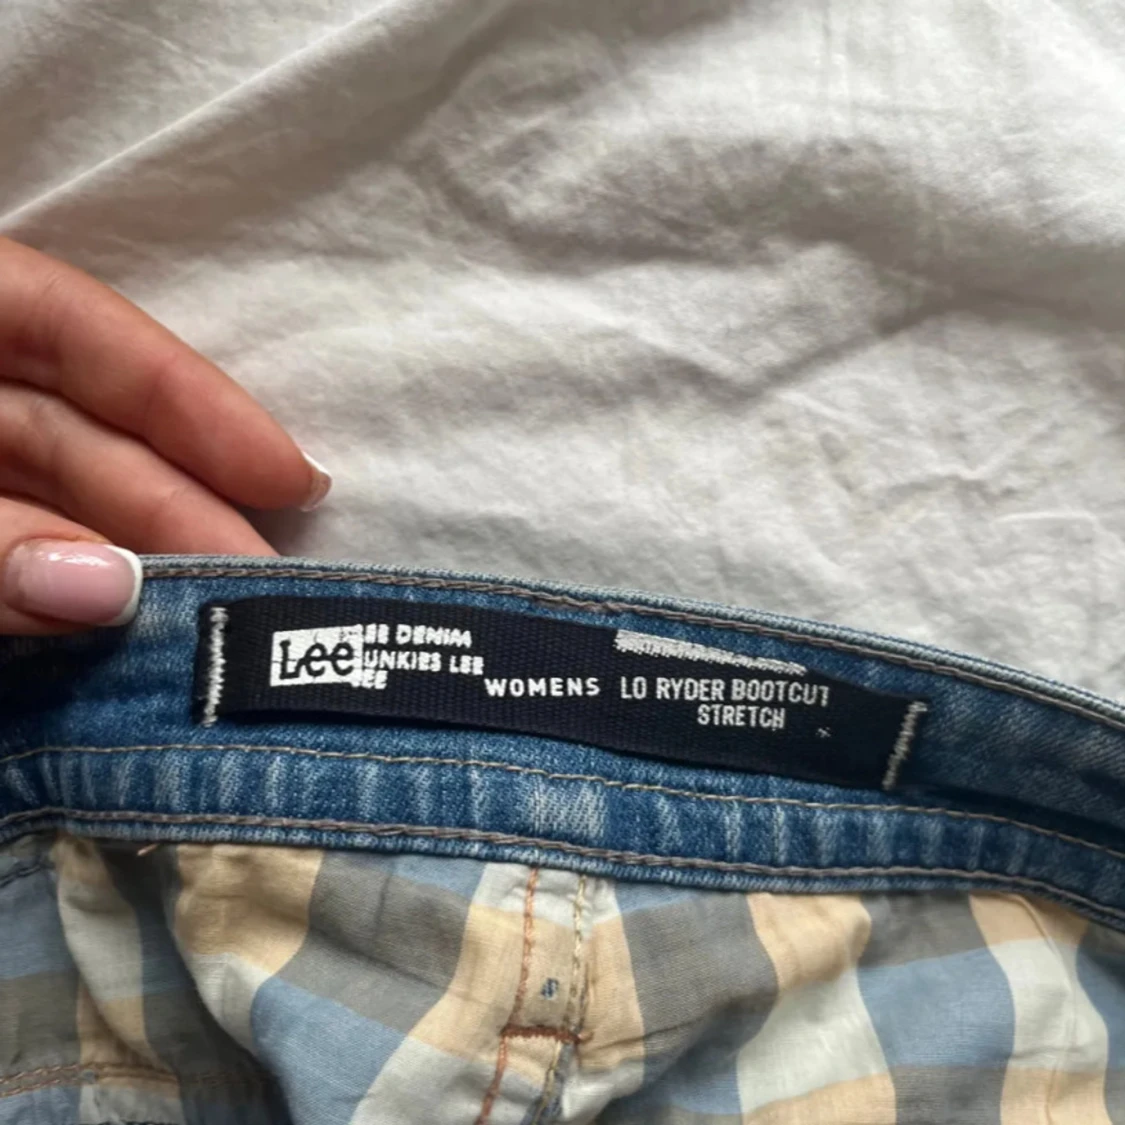 Lee
EE DENIM
UNKIES LEE
EE
WOMENS
LO RYDER BOOTCUT
STRETCH